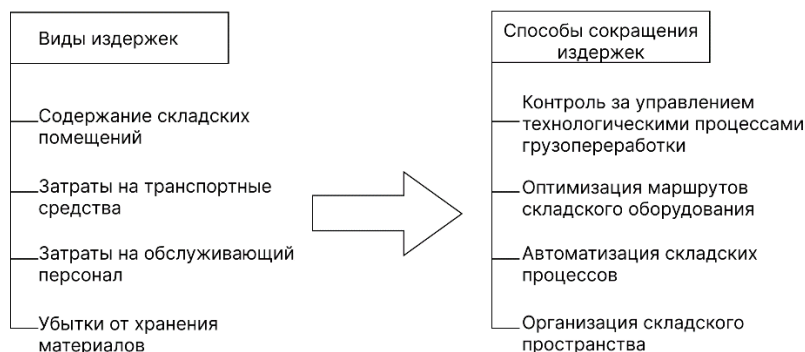 Виды издержек
Содержание складских
помещений
Затраты на транспортные
средства
Затраты на обслуживающий
персонал
Убытки от хранения
материалов
Способы сокращения
издержек
Контроль за управлением
технологическими процессами
грузопереработки
Оптимизация маршрутов
складского оборудования
Автоматизация складских
процессов
Организация складского
пространства